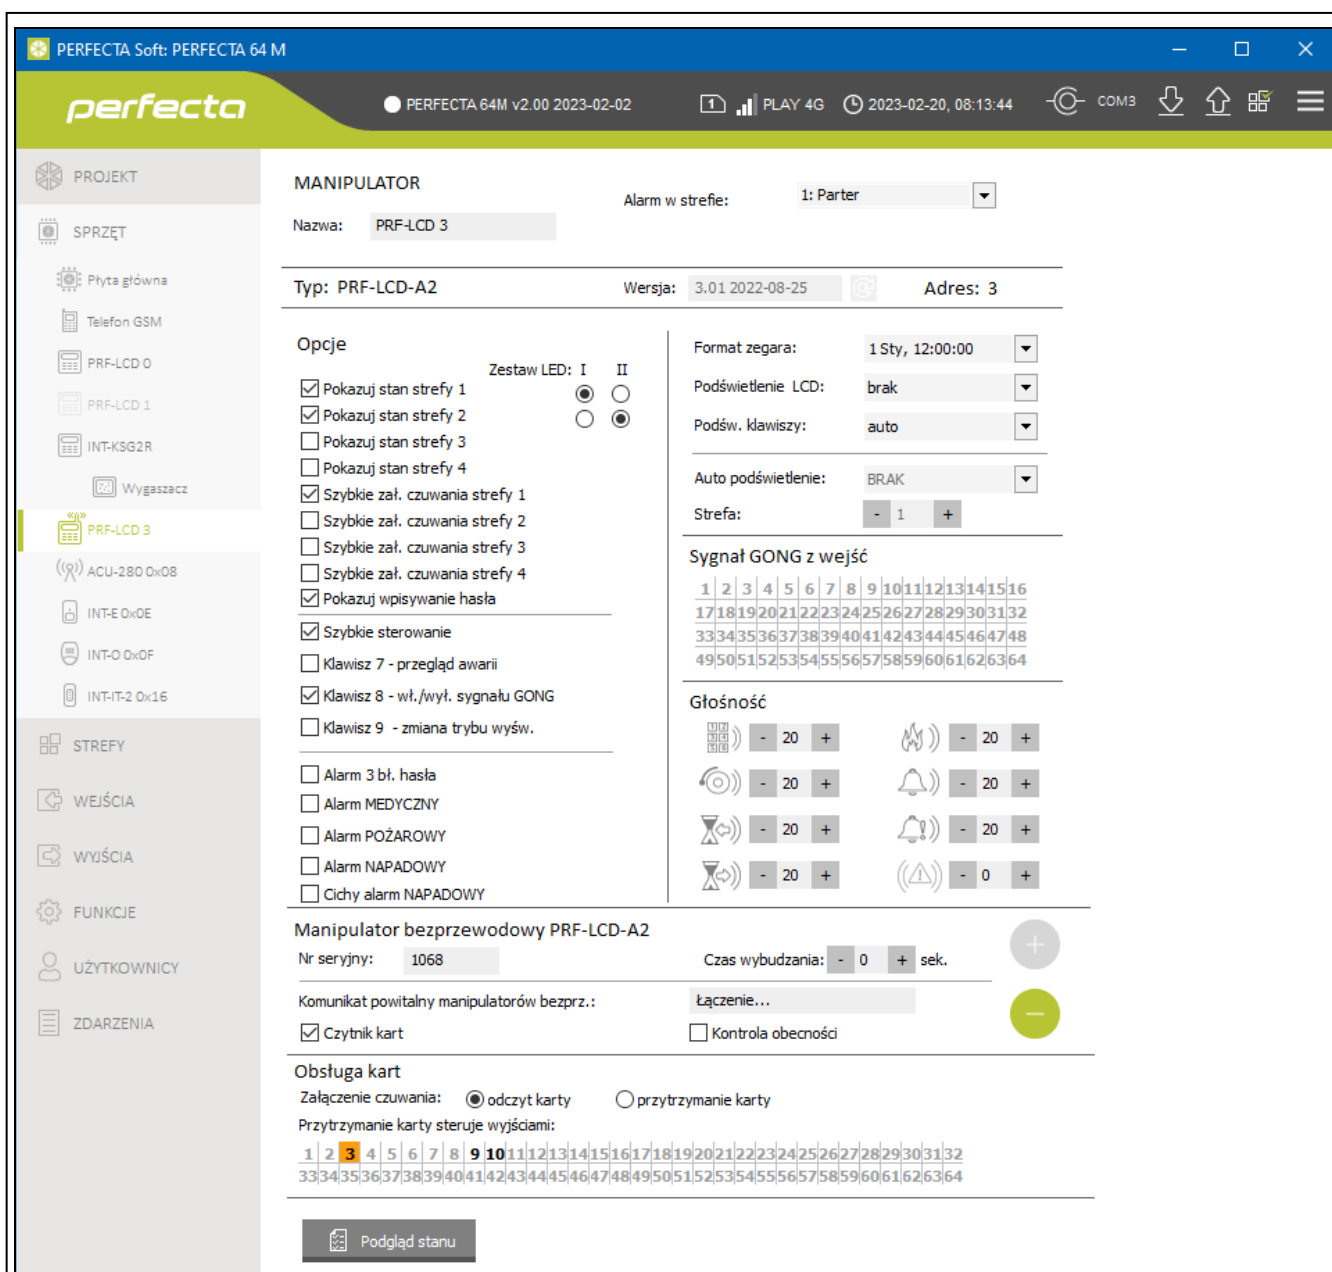 PERFECTA Soft: PERFECTA 64 M
perfecta
PERFECTA 64M v2.00 2023-02-02
1
PLAY 4G
2023-02-20, 08:13:44
COM3
PROJEKT
SPRZĘT
Płyta główna
Telefon GSM
PRF-LCD 0
PRF-LCD 1
INT-KSG2R
Wygaszacz
PRF-LCD 3
ACU-280 0x08
INT-E 0x0E
INT-O 0x0F
INT-IT-2 0x16
STREFY
WEJŚCIA
WYJŚCIA
FUNKCJE
UŻYTKOWNICY
ZDARZENIA
MANIPULATOR
Alarm w strefie: 1: Parter
Nazwa: PRF-LCD 3
Typ: PRF-LCD-A2 Wersja: 3.01 2022-08-25 Adres: 3
Opcje
Zestaw LED: I II
Pokazuj stan strefy 1
Pokazuj stan strefy 2
Pokazuj stan strefy 3
Pokazuj stan strefy 4
Szybkie zał. czuwania strefy 1
Szybkie zał. czuwania strefy 2
Szybkie zał. czuwania strefy 3
Szybkie zał. czuwania strefy 4
Pokazuj wpisywanie hasła
Szybkie sterowanie
Klawisz 7 - przegląd awarii
Klawisz 8 - wł./wył. sygnału GONG
Klawisz 9 - zmiana trybu wyśw.
Alarm 3 bł. hasła
Alarm MEDYCZNY
Alarm POŻAROWY
Alarm NAPADOWY
Cichy alarm NAPADOWY
Format zegara: 1 Sty, 12:00:00
Podświetlenie LCD: brak
Podśw. klawiszy: auto
Auto podświetlenie: BRAK
Strefa: - 1 +
Sygnał GONG z wejść
1 2 3 4 5 6 7 8 9 10 11 12 13 14 15 16
17 18 19 20 21 22 23 24 25 26 27 28 29 30 31 32
33 34 35 36 37 38 39 40 41 42 43 44 45 46 47 48
49 50 51 52 53 54 55 56 57 58 59 60 61 62 63 64
Głośność
- 20 + - 20 +
- 20 + - 20 +
- 20 + - 20 +
- 20 + - 0 +
Manipulator bezprzewodowy PRF-LCD-A2
Nr seryjny: 1068 Czas wybudzania: - 0 + sek.
Komunikat powitalny manipulatorów bezprz.: Łączenie...
Czytnik kart Kontrola obecności
Obsługa kart
Załączenie czuwania: odczyt karty przytrzymanie karty
Przytrzymanie karty steruje wyjściami:
1 2 3 4 5 6 7 8 9 10 11 12 13 14 15 16 17 18 19 20 21 22 23 24 25 26 27 28 29 30 31 32
33 34 35 36 37 38 39 40 41 42 43 44 45 46 47 48 49 50 51 52 53 54 55 56 57 58 59 60 61 62 63 64
Podgląd stanu